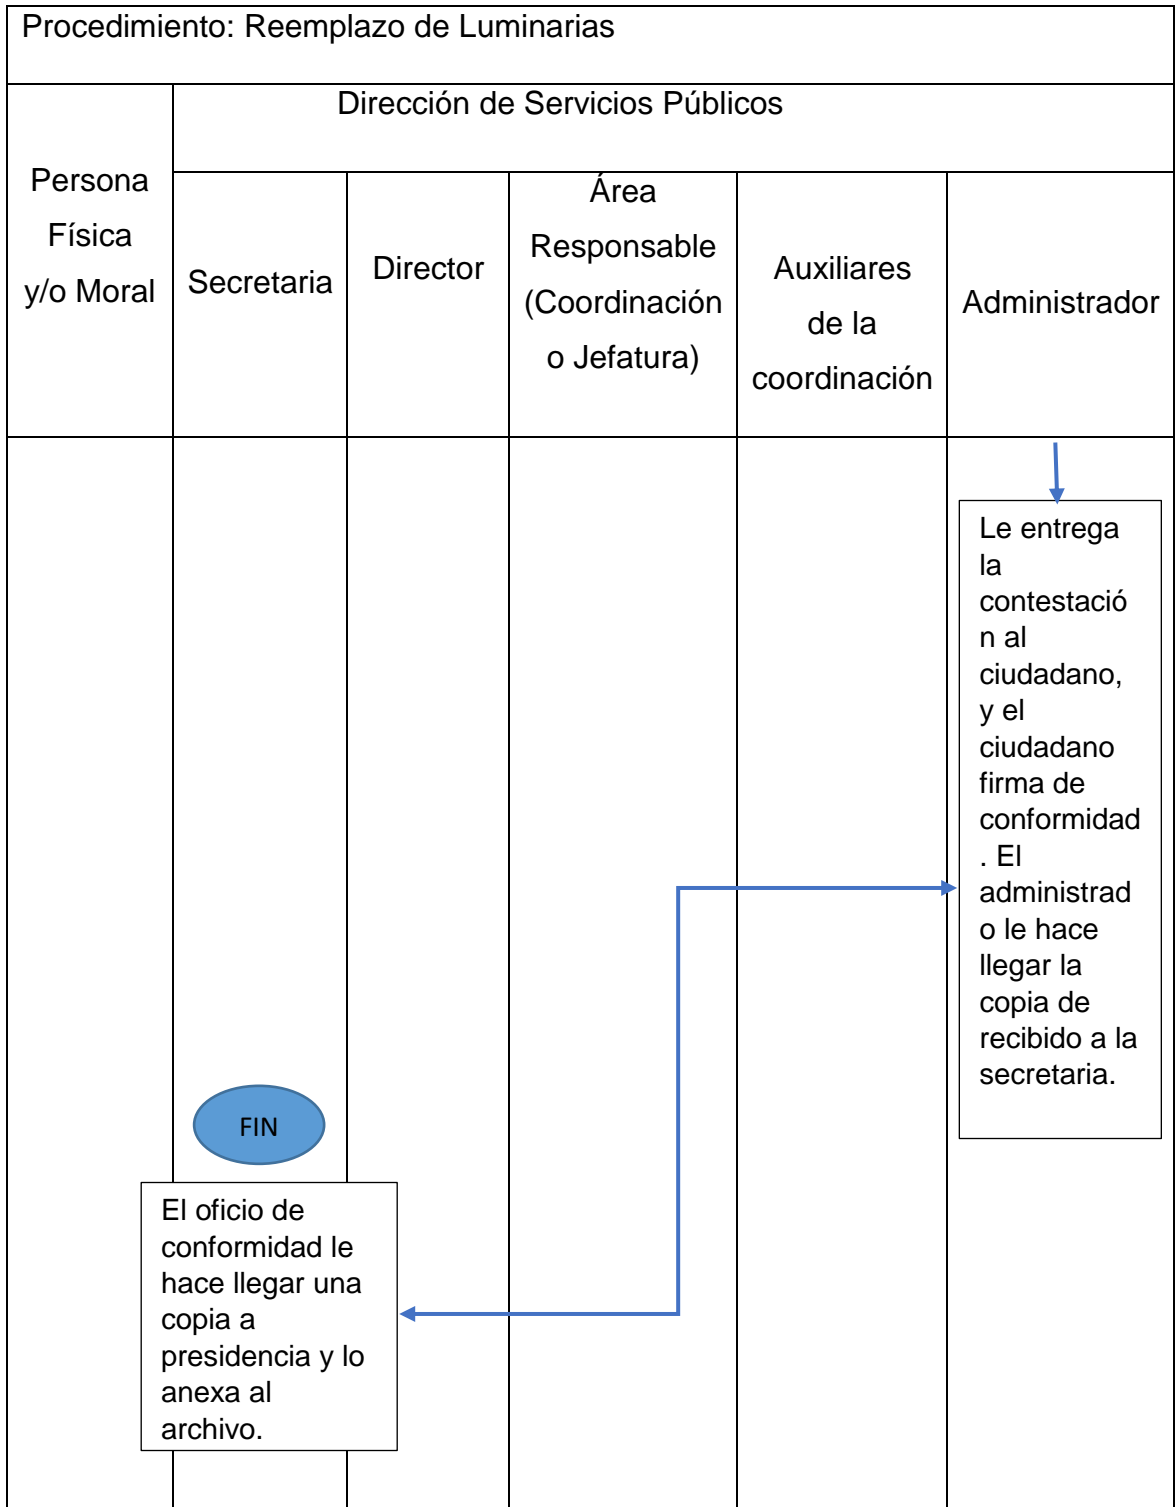 Procedimiento: Reemplazo de Luminarias
Dirección de Servicios Públicos
Persona
Física
y/o Moral
Secretaria
Director
Área
Responsable
(Coordinación
o Jefatura)
Auxiliares
de la
coordinación
Administrador
Le entrega
la
contestació
n al
ciudadano,
y el
ciudadano
firma de
conformidad
. El
administrad
o le hace
llegar la
copia de
recibido a la
secretaria.
FIN
El oficio de
conformidad le
hace llegar una
copia a
presidencia y lo
anexa al
archivo.